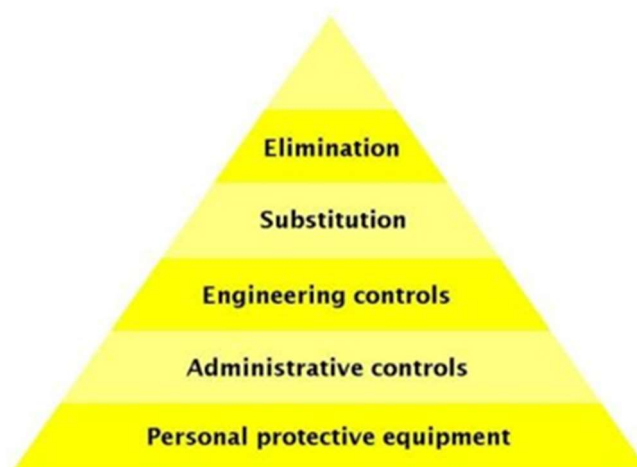 Elimination
Substitution
Engineering controls
Administrative controls
Personal protective equipment